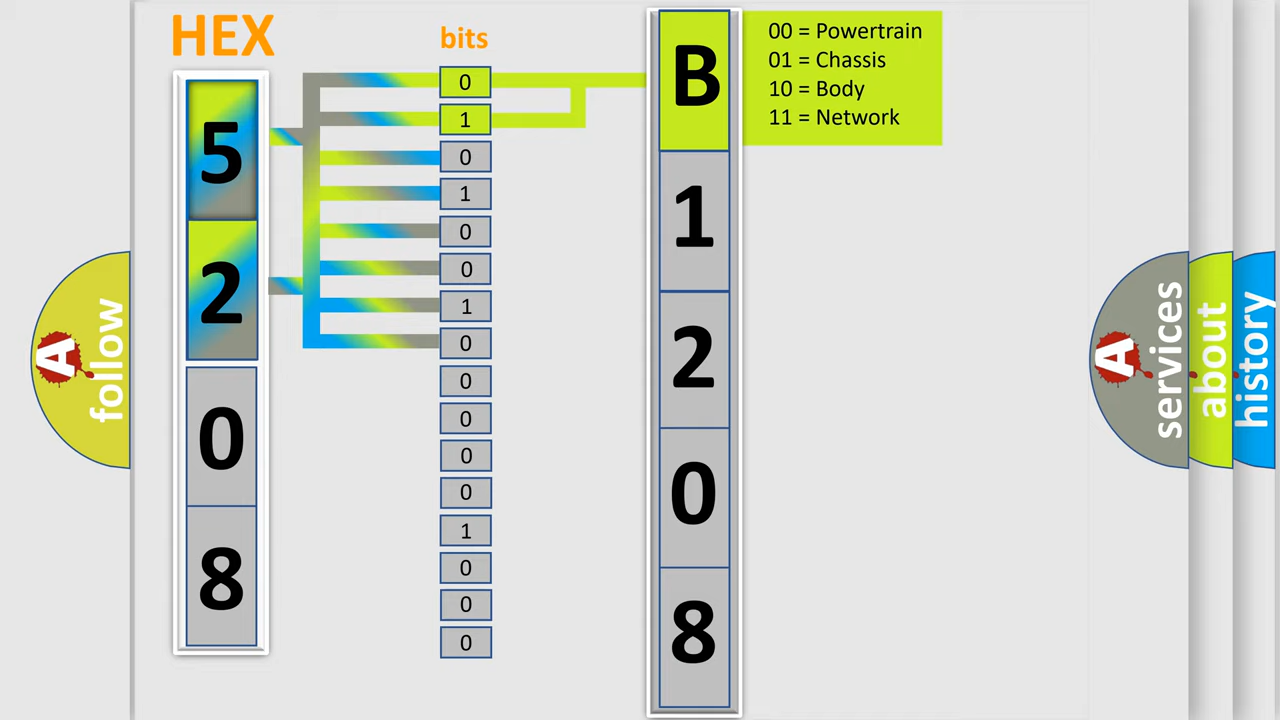 HEX
5
2
0
8
bits
0
1
0
1
0
0
1
0
0
0
0
0
1
0
0
0
B
1
2
0
8
00 = Powertrain
01 = Chassis
10 = Body
11 = Network
A
follow
A
services
about
history